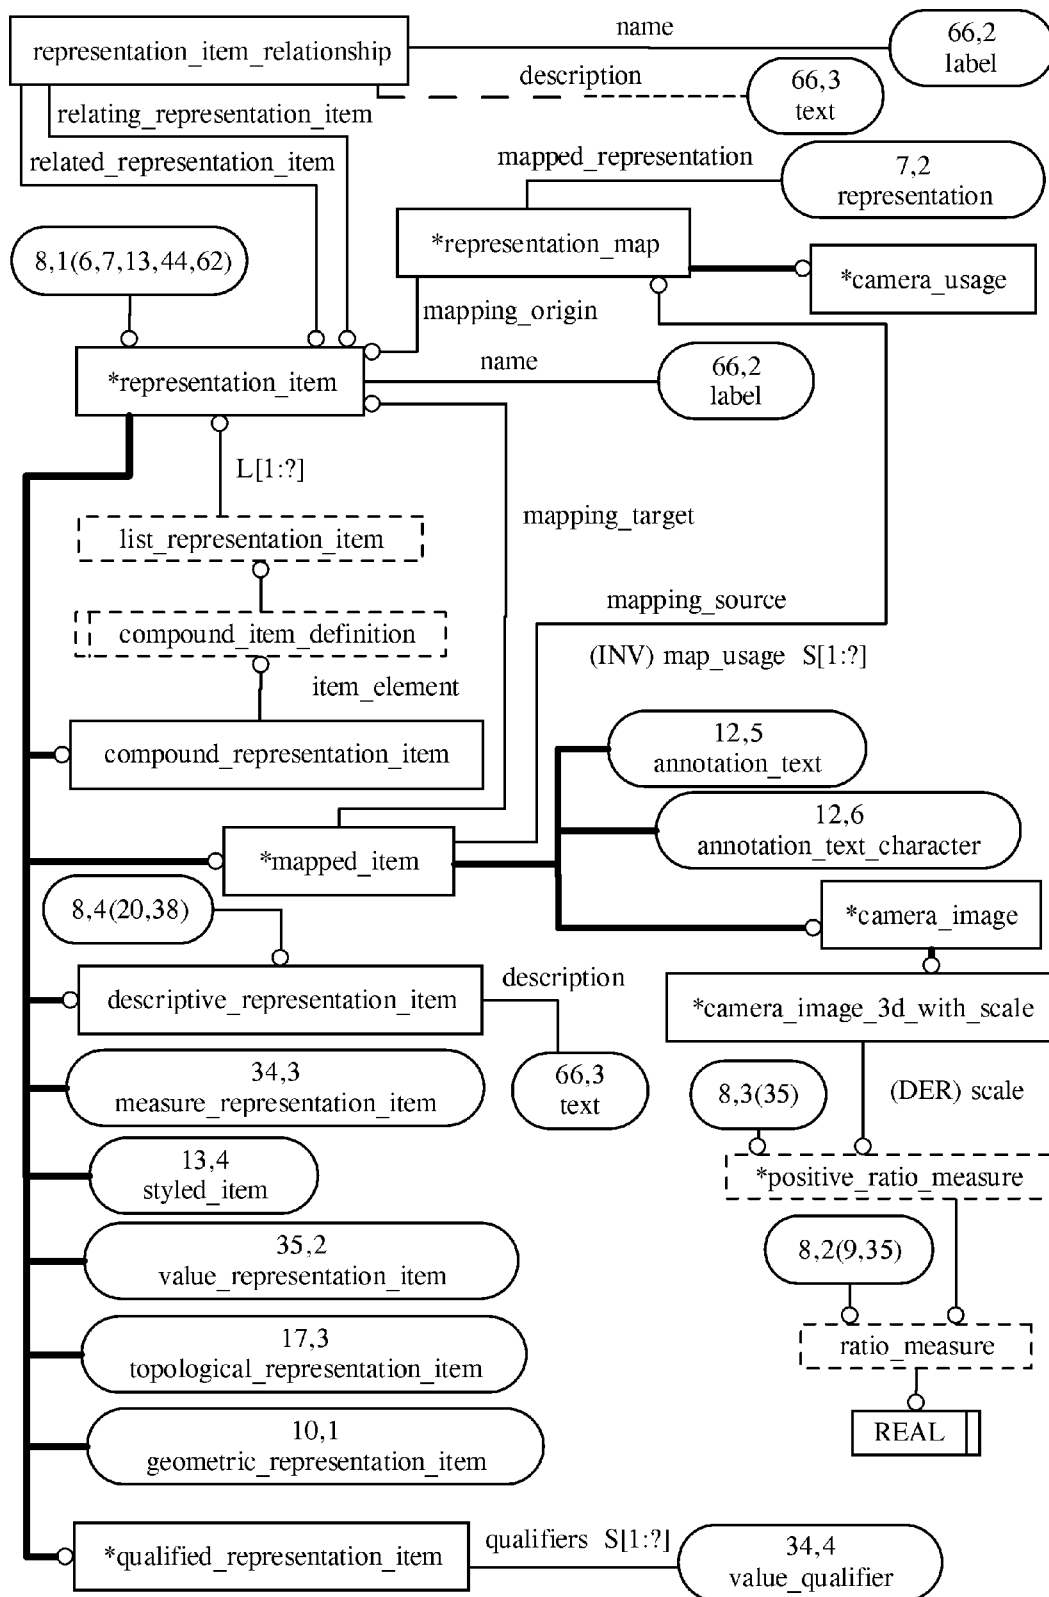 representation_item_relationship
name
66,2
label
description
66,3
text
relating_representation_item
related_representation_item
mapped_representation
7,2
representation
8,1(6,7,13,44,62)
*representation_map
*camera_usage
mapping_origin
*representation_item
name
66,2
label
L[1:?]
mapping_target
list_representation_item
mapping_source
compound_item_definition
(INV) map_usage S[1:?]
item_element
compound_representation_item
12,5
annotation_text
12,6
annotation_text_character
*mapped_item
8,4(20,38)
*camera_image
descriptive_representation_item
description
*camera_image_3d_with_scale
34,3
measure_representation_item
66,3
text
8,3(35)
(DER) scale
13,4
styled_item
*positive_ratio_measure
35,2
value_representation_item
8,2(9,35)
17,3
topological_representation_item
ratio_measure
10,1
geometric_representation_item
REAL
*qualified_representation_item
qualifiers S[1:?]
34,4
value_qualifier